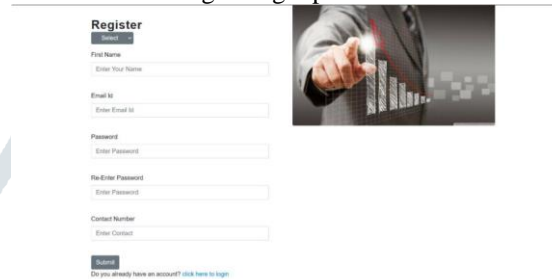 Register
Select
First Name
Enter Your Name
Email Id
Enter Email Id
Password
Enter Password
Re-Enter Password
Enter Password
Contact Number
Enter Contact
Submit
Do you already have an account? click here to login